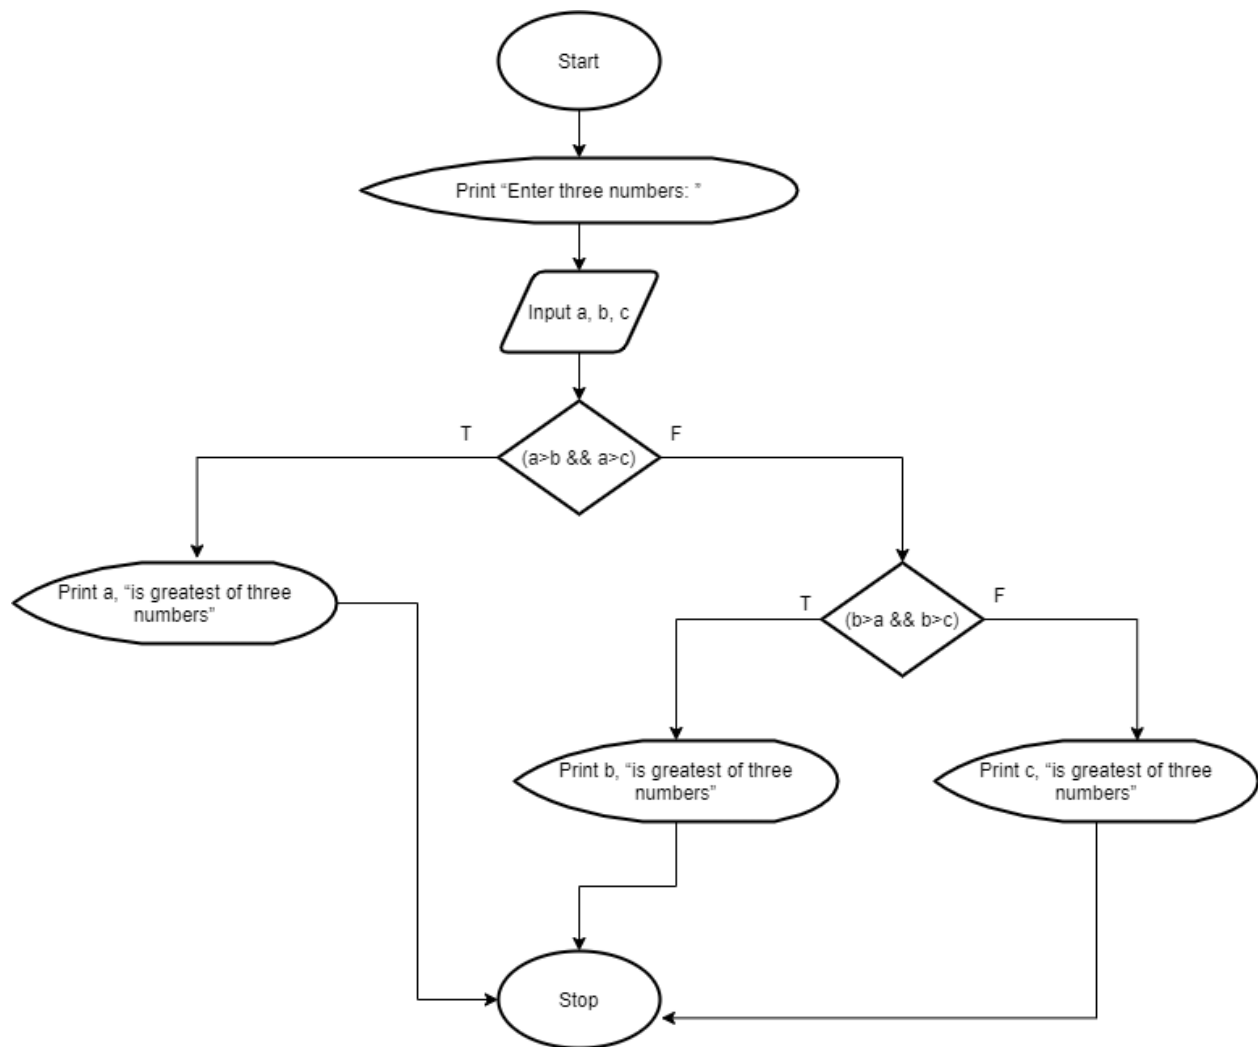 Start
Print “Enter three numbers: ”
Input a, b, c
T
F
(a>b && a>c)
Print a, “is greatest of three
numbers”
T
F
(b>a && b>c)
Print b, “is greatest of three
numbers”
Print c, “is greatest of three
numbers”
Stop